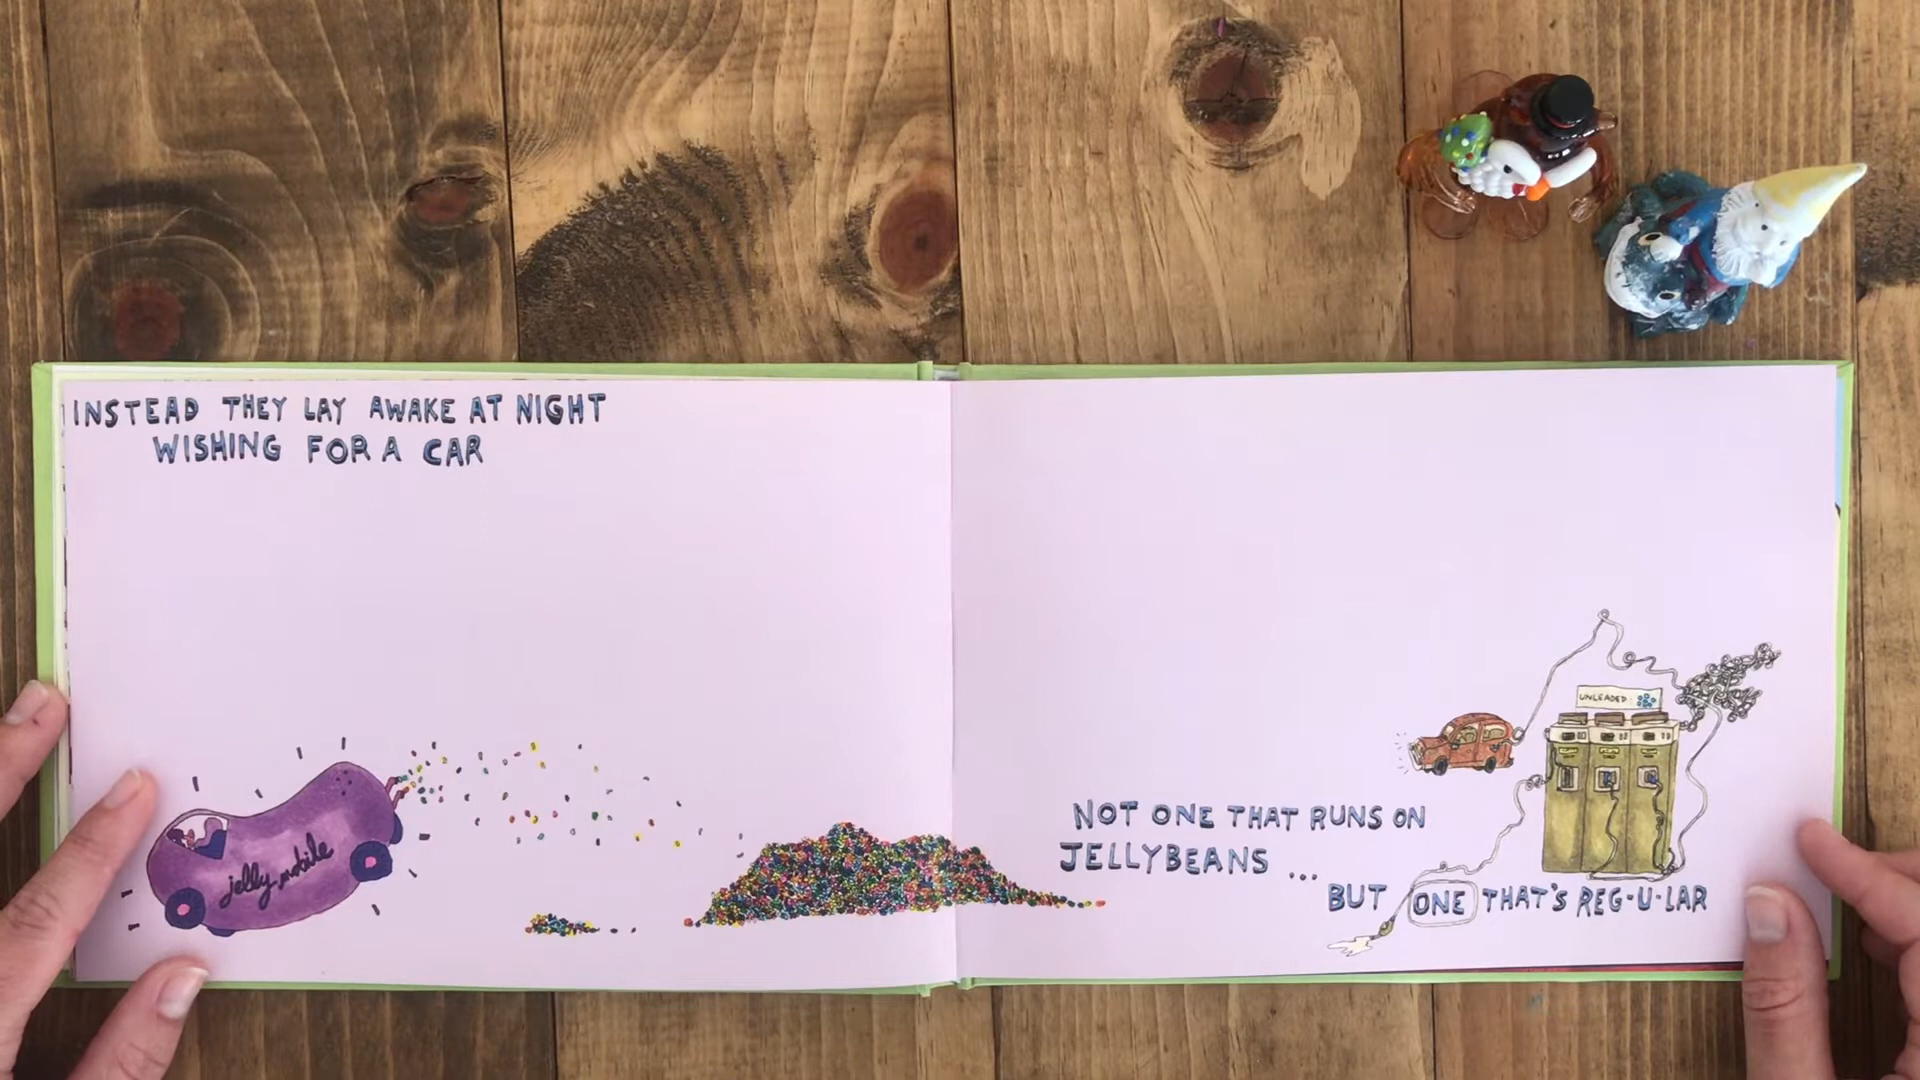 INSTEAD THEY LAY AWAKE AT NIGHT
WISHING FOR A CAR
jelly mobile
UNLEADED:
NOT ONE THAT RUNS ON
JELLYBEANS ...
BUT ONE THAT'S REG-U-LAR